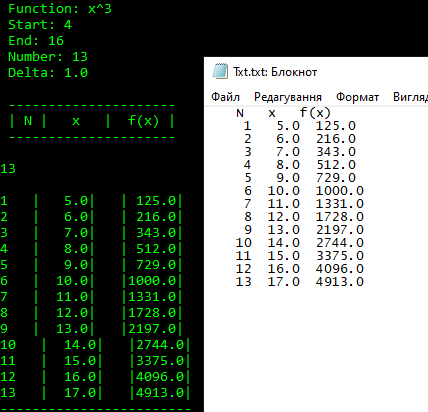 Function: x^3
Start: 4
End: 16
Number: 13
Delta: 1.0
-----------------------
| N |    x    |  f(x) |
-----------------------
13
1   |    5.0|   | 125.0|
2   |    6.0|   | 216.0|
3   |    7.0|   | 343.0|
4   |    8.0|   | 512.0|
5   |    9.0|   | 729.0|
6   |   10.0|   |1000.0|
7   |   11.0|   |1331.0|
8   |   12.0|   |1728.0|
9   |   13.0|   |2197.0|
10   |   14.0|   |2744.0|
11   |   15.0|   |3375.0|
12   |   16.0|   |4096.0|
13   |   17.0|   |4913.0|
-------------------------
Txt.txt: Блокнот
Файл Редагування Формат Вигляд
N   x   f(x)
1   5.0  125.0
2   6.0  216.0
3   7.0  343.0
4   8.0  512.0
5   9.0  729.0
6  10.0  1000.0
7  11.0  1331.0
8  12.0  1728.0
9  13.0  2197.0
10  14.0  2744.0
11  15.0  3375.0
12  16.0  4096.0
13  17.0  4913.0